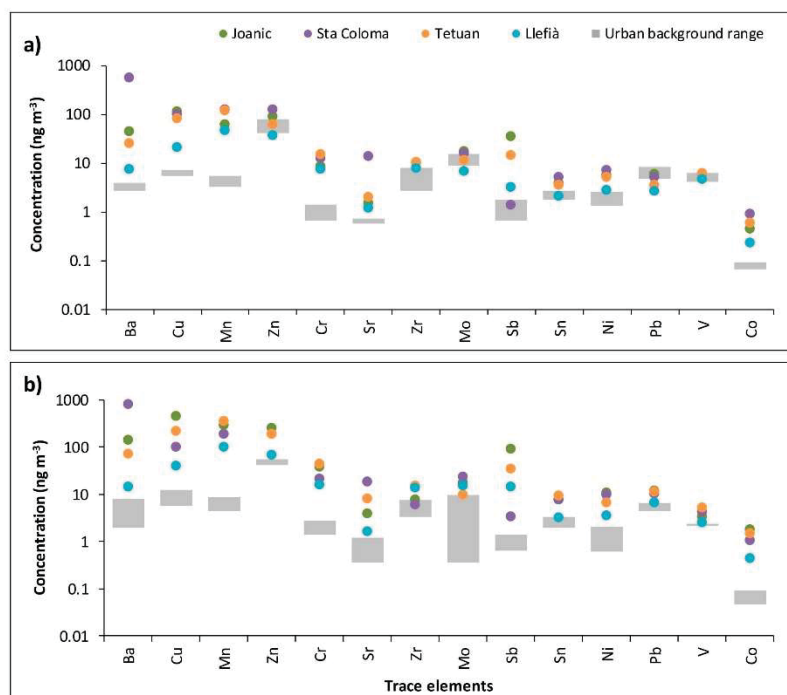 Joanic Sta Coloma Tetuan Llefià Urban background range
a)
Concentration (ng m⁻³)
1000
100
10
1
0.1
0.01
Ba Cu Mn Zn Cr Sr Zr Mo Sb Sn Ni Pb V Co
b)
Concentration (ng m⁻³)
1000
100
10
1
0.1
0.01
Ba Cu Mn Zn Cr Sr Zr Mo Sb Sn Ni Pb V Co
Trace elements